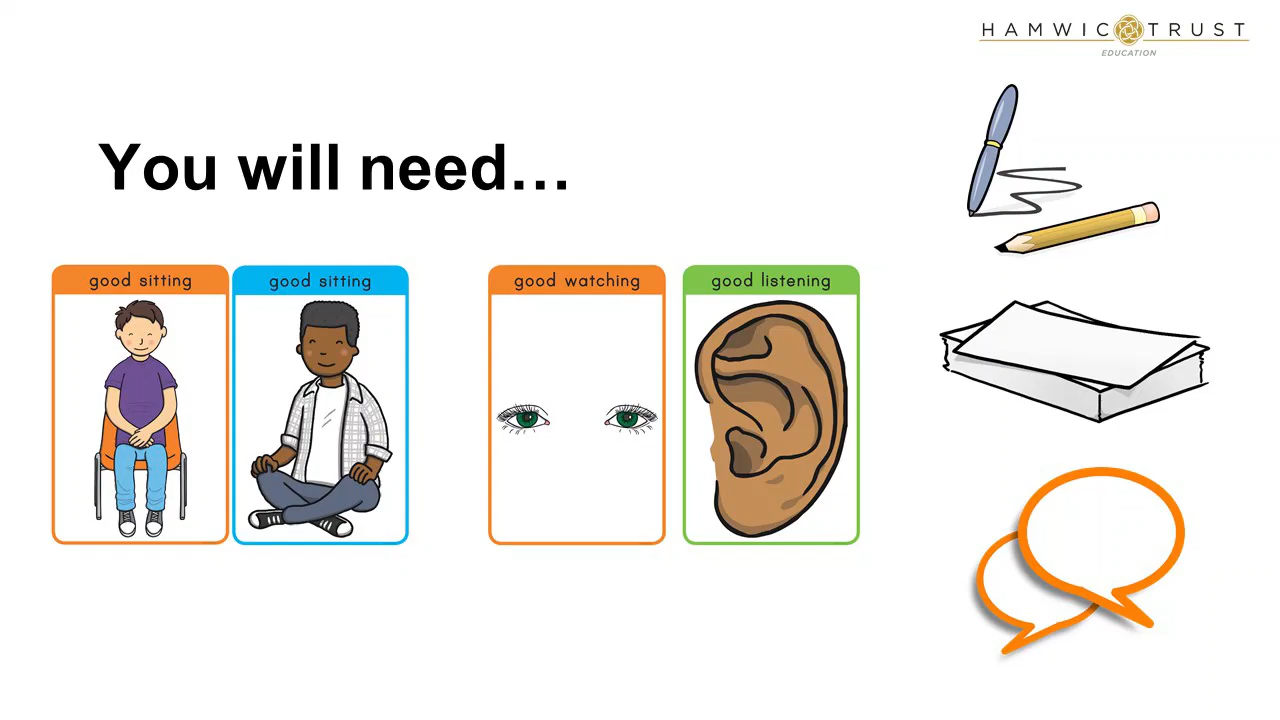 HAMWIC TRUST
EDUCATION
You will need…
good sitting
good sitting
good watching
good listening